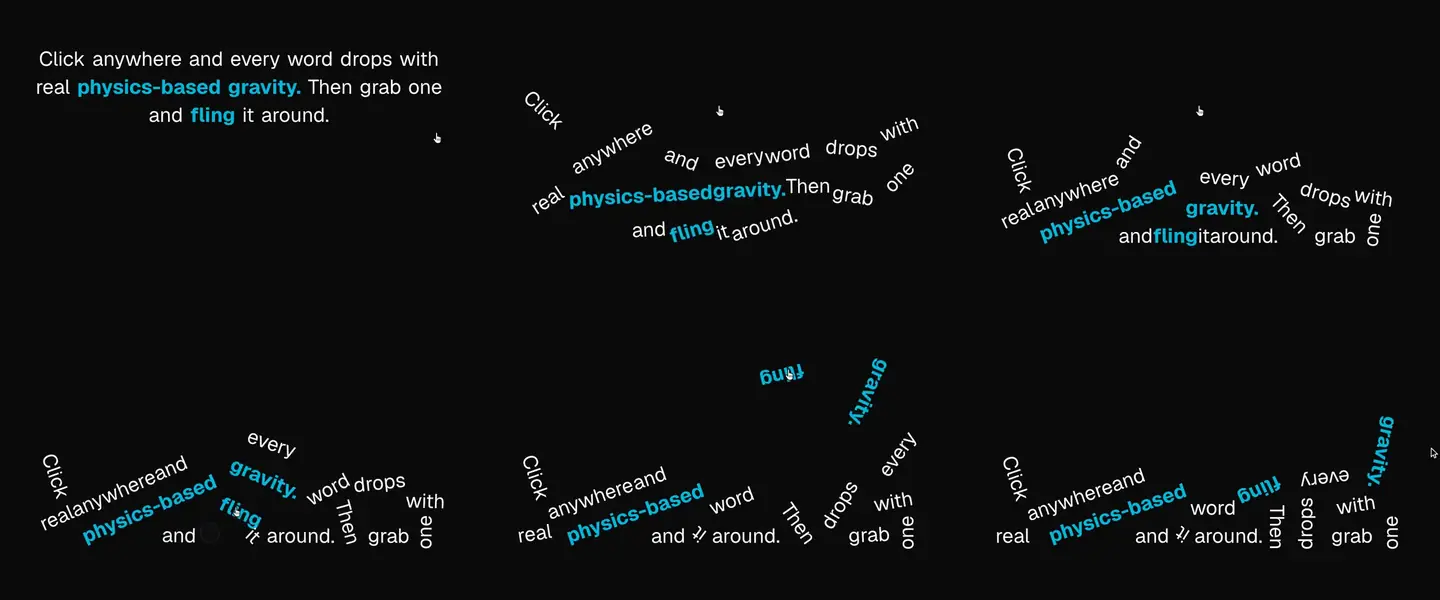 Click anywhere and every word drops with
real physics-based gravity. Then grab one
and fling it around.
Click anywhere and every word drops with
real physics-based gravity. Then grab one
and fling it around.
Click real anywhere and every word drops with
physics-based gravity. Then grab one
and fling it around.
Click real anywhere and every
physics-based gravity. word drops with
and fling it around. Then grab one
fling gravity.
Click anywhere and every
real physics-based word drops with
and it around. Then grab one
gravity.
Click anywhere and fling every
real physics-based word drops with
and it around. Then grab one